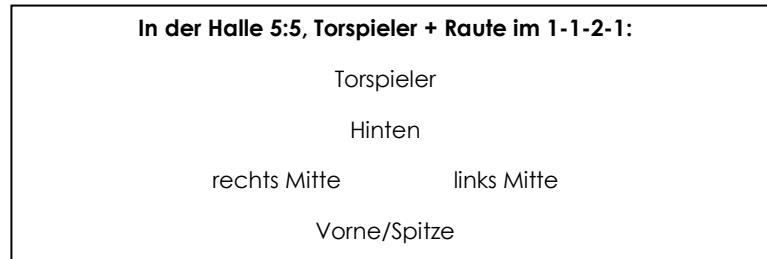 In der Halle 5:5, Torspieler + Raute im 1-1-2-1:
Torspieler
Hinten
rechts Mitte links Mitte
Vorne/Spitze